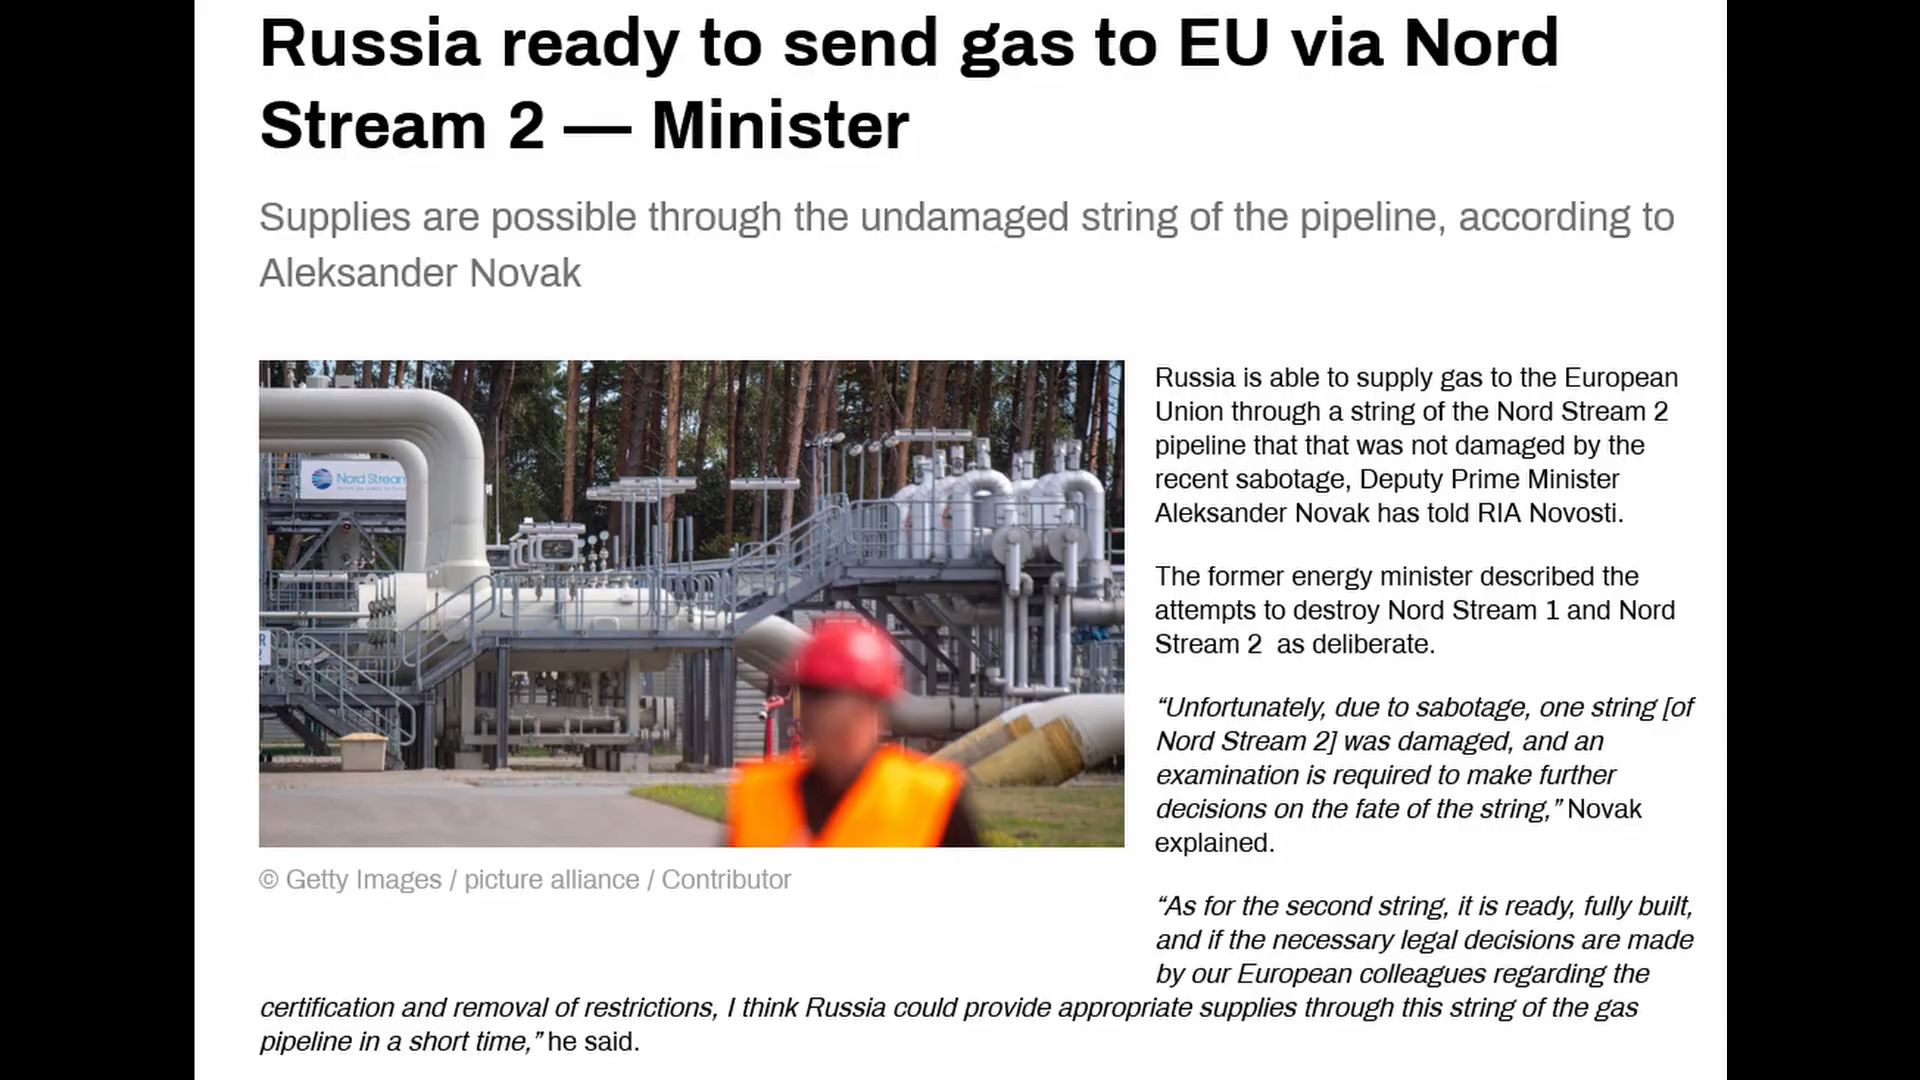 Russia ready to send gas to EU via Nord
Stream 2 — Minister
Supplies are possible through the undamaged string of the pipeline, according to
Aleksander Novak
Nord Stream
© Getty Images / picture alliance / Contributor
Russia is able to supply gas to the European
Union through a string of the Nord Stream 2
pipeline that that was not damaged by the
recent sabotage, Deputy Prime Minister
Aleksander Novak has told RIA Novosti.
The former energy minister described the
attempts to destroy Nord Stream 1 and Nord
Stream 2 as deliberate.
“Unfortunately, due to sabotage, one string [of
Nord Stream 2] was damaged, and an
examination is required to make further
decisions on the fate of the string,” Novak
explained.
“As for the second string, it is ready, fully built,
and if the necessary legal decisions are made
by our European colleagues regarding the
certification and removal of restrictions, I think Russia could provide appropriate supplies through this string of the gas
pipeline in a short time,” he said.